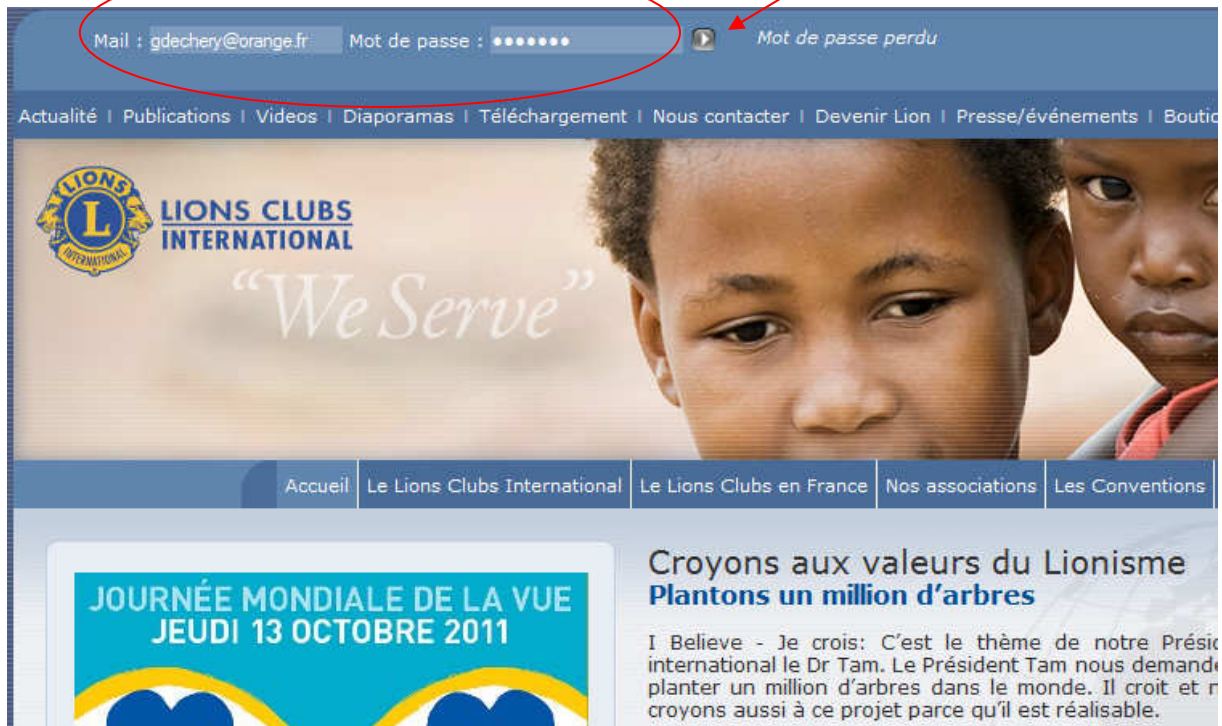 Mail : gdechery@orange.fr Mot de passe : ●●●●●●● Mot de passe perdu
Actualité | Publications | Videos | Diaporamas | Téléchargement | Nous contacter | Devenir Lion | Presse/événements | Boutic
LIONS
L
INTERNATIONAL
LIONS CLUBS
INTERNATIONAL
“We Serve”
Accueil Le Lions Clubs International Le Lions Clubs en France Nos associations Les Conventions
JOURNÉE MONDIALE DE LA VUE
JEUDI 13 OCTOBRE 2011
Croyons aux valeurs du Lionisme
Plantons un million d’arbres
I Believe - Je crois: C’est le thème de notre Présid
international le Dr Tam. Le Président Tam nous demande
planter un million d’arbres dans le monde. Il croit et n
croyons aussi à ce projet parce qu’il est réalisable.